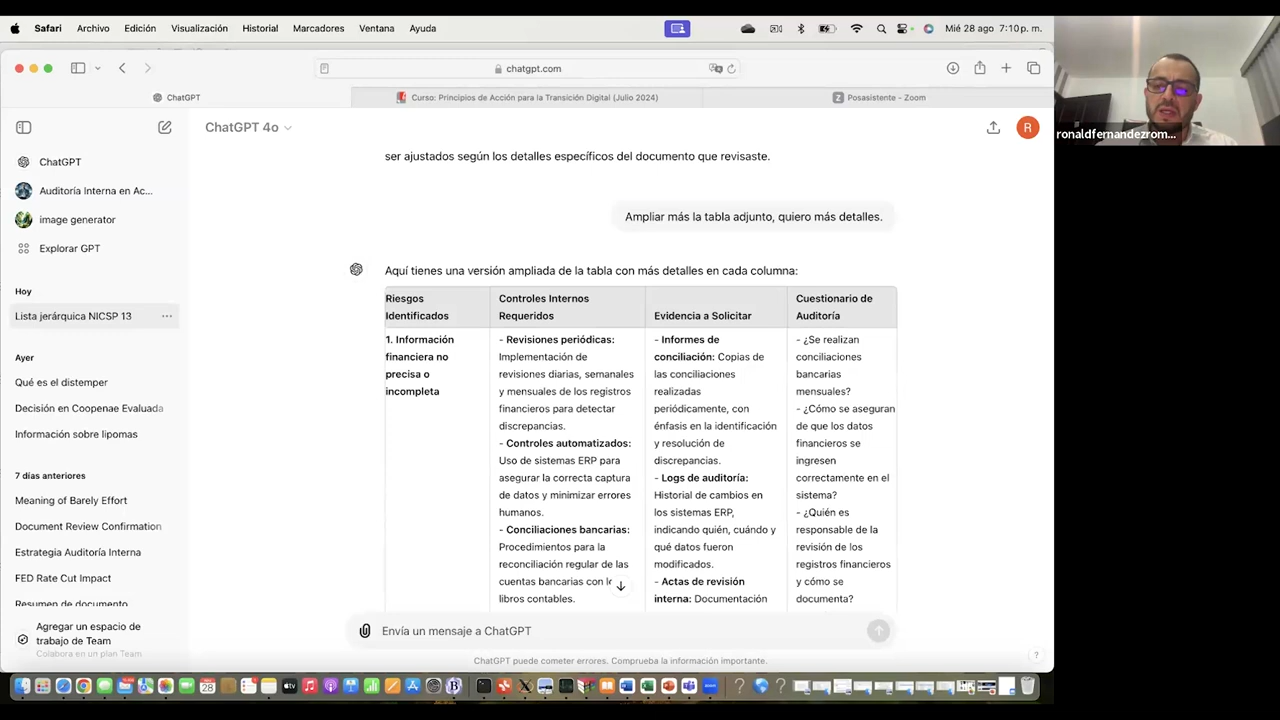 Safari Archivo Edición Visualización Historial Marcadores Ventana Ayuda Mié 28 ago 7:10 p. m.
chatgpt.com
ChatGPT Curso: Principios de Acción para la Transición Digital (Julio 2024) Z Posasistente - Zoom
ChatGPT 4o
R
ronaldfernandezrom...
ChatGPT
Auditoría Interna en Ac...
image generator
Explorar GPT
Hoy
Lista jerárquica NICSP 13
Ayer
Qué es el distemper
Decisión en Coopenae Evaluada
Información sobre lipomas
7 días anteriores
Meaning of Barely Effort
Document Review Confirmation
Estrategia Auditoría Interna
FED Rate Cut Impact
Resumen de documento
Agregar un espacio de
trabajo de Team
Colabora en un plan Team
ser ajustados según los detalles específicos del documento que revisaste.
Ampliar más la tabla adjunto, quiero más detalles.
Aquí tienes una versión ampliada de la tabla con más detalles en cada columna:
Riesgos
Identificados
Controles Internos
Requeridos
Evidencia a Solicitar
Cuestionario de
Auditoría
1. Información
financiera no
precisa o
incompleta
- Revisiones periódicas:
Implementación de
revisiones diarias, semanales
y mensuales de los registros
financieros para detectar
discrepancias.
- Controles automatizados:
Uso de sistemas ERP para
asegurar la correcta captura
de datos y minimizar errores
humanos.
- Conciliaciones bancarias:
Procedimientos para la
reconciliación regular de las
cuentas bancarias con
libros contables.
- Informes de
conciliación: Copias de
las conciliaciones
realizadas
periódicamente, con
énfasis en la identificación
y resolución de
discrepancias.
- Logs de auditoría:
Historial de cambios en
los sistemas ERP,
indicando quién, cuándo y
qué datos fueron
modificados.
- Actas de revisión
interna: Documentación
- ¿Se realizan
conciliaciones
bancarias
mensuales?
- ¿Cómo se aseguran
de que los datos
financieros se
ingresen
correctamente en el
sistema?
- ¿Quién es
responsable de la
revisión de los
registros financieros
y cómo se
documenta?
Envía un mensaje a ChatGPT
ChatGPT puede cometer errores. Comprueba la información importante.
?